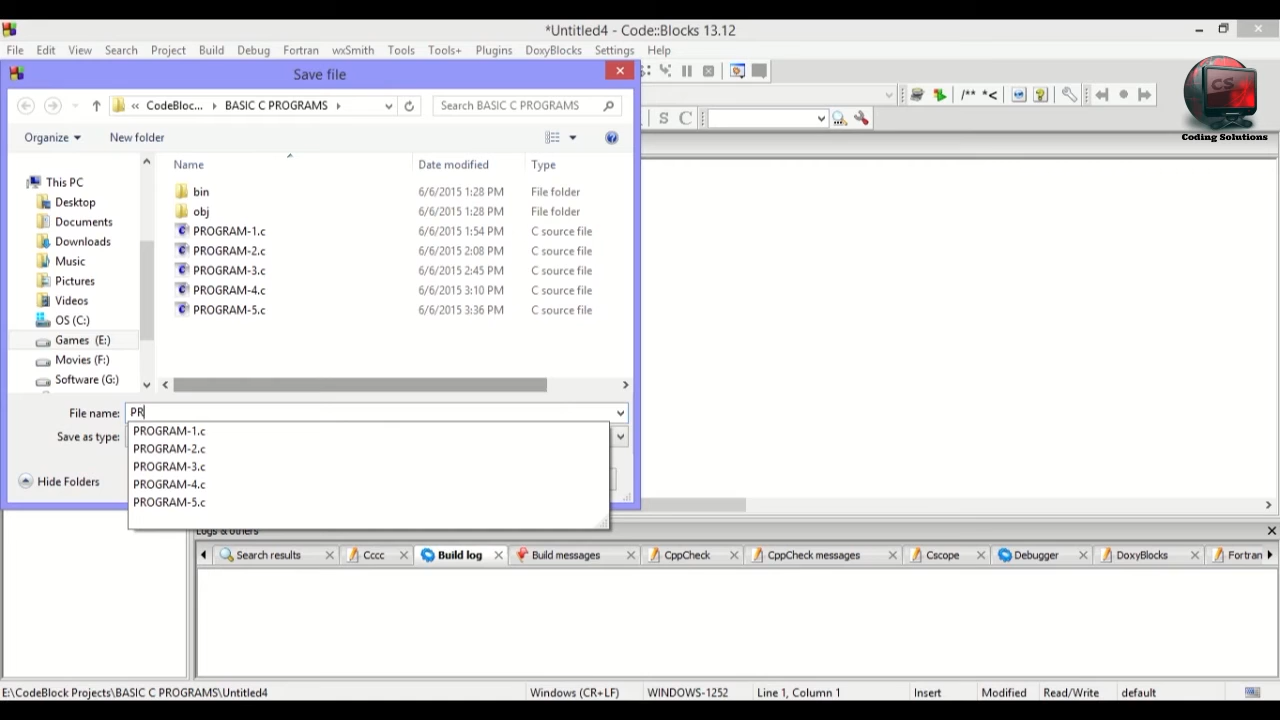 *Untitled4 - Code::Blocks 13.12
File Edit View Search Project Build Debug Fortran wxSmith Tools Tools+ Plugins DoxyBlocks Settings Help
Save file
« CodeBloc... BASIC C PROGRAMS
Search BASIC C PROGRAMS
/** *<
S C
CS
Coding Solutions
Organize New folder
Name Date modified Type
This PC
Desktop
Documents
Downloads
Music
Pictures
Videos
OS (C:)
Games (E:)
Movies (F:)
Software (G:)
bin 6/6/2015 1:28 PM File folder
obj 6/6/2015 1:28 PM File folder
PROGRAM-1.c 6/6/2015 1:54 PM C source file
PROGRAM-2.c 6/6/2015 2:08 PM C source file
PROGRAM-3.c 6/6/2015 2:45 PM C source file
PROGRAM-4.c 6/6/2015 3:10 PM C source file
PROGRAM-5.c 6/6/2015 3:36 PM C source file
File name: PR
Save as type:
PROGRAM-1.c
PROGRAM-2.c
PROGRAM-3.c
PROGRAM-4.c
PROGRAM-5.c
Hide Folders
Logs & others
Search results Cccc Build log Build messages CppCheck CppCheck messages Cscope Debugger DoxyBlocks Fortran
E:\CodeBlock Projects\BASIC C PROGRAMS\Untitled4 Windows (CR+LF) WINDOWS-1252 Line 1, Column 1 Insert Modified Read/Write default